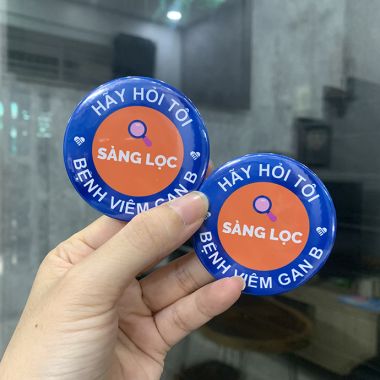 HÃY HỎI TÔI
SÀNG LỌC
BỆNH VIÊM GAN B
HÃY HỎI TÔI
SÀNG LỌC
BỆNH VIÊM GAN B